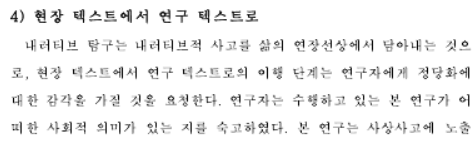 4) 현장 텍스트에서 연구 텍스트로
내러티브 탐구는 내러티브적 사고를 삶의 연장선상에서 담아내는 것으
로, 현장 텍스트에서 연구 텍스트로의 이행 단계는 연구자에게 정당화에
대한 감각을 가질 것을 요청한다. 연구자는 수행하고 있는 본 연구가 어
떠한 사회적 의미가 있는 지를 숙고하였다. 본 연구는 사상사고에 노출